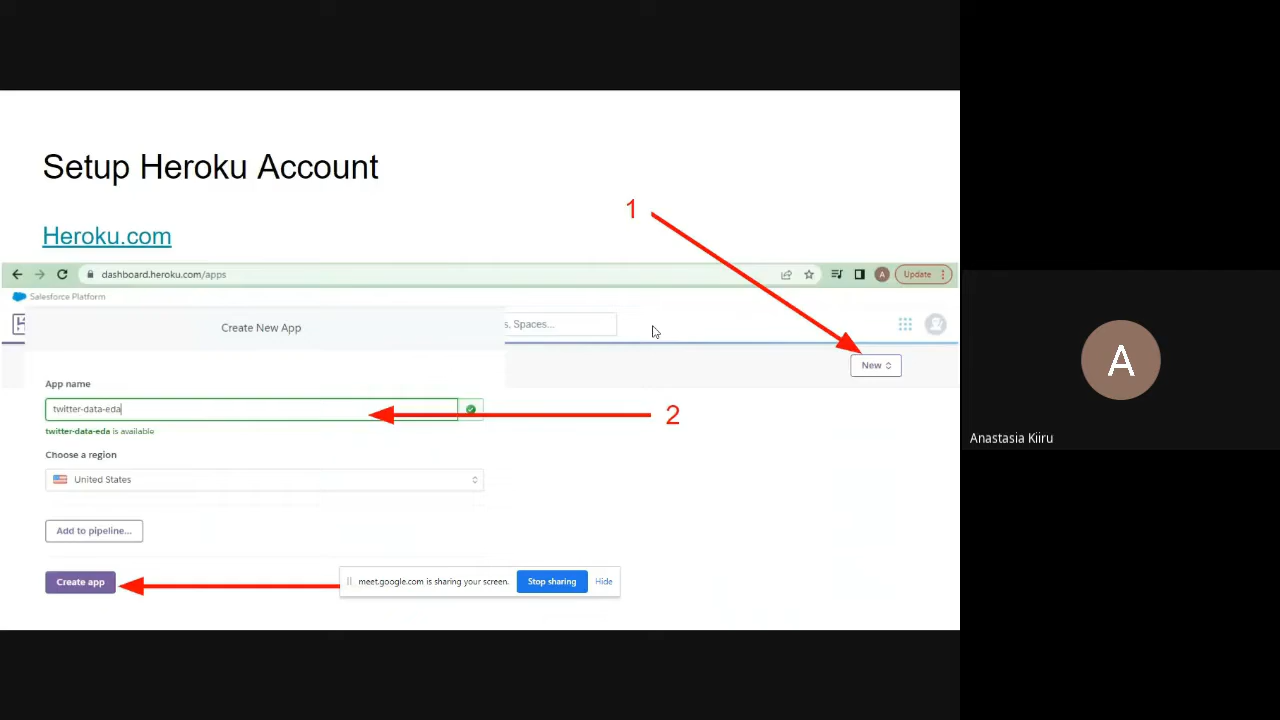 Setup Heroku Account
1
Heroku.com
dashboard.heroku.com/apps
A
Update
Salesforce Platform
Create New App
s, Spaces...
New
App name
twitter-data-eda
2
twitter-data-eda is available
Choose a region
United States
Add to pipeline...
Create app
meet.google.com is sharing your screen.
Stop sharing
Hide
A
Anastasia Kiiru